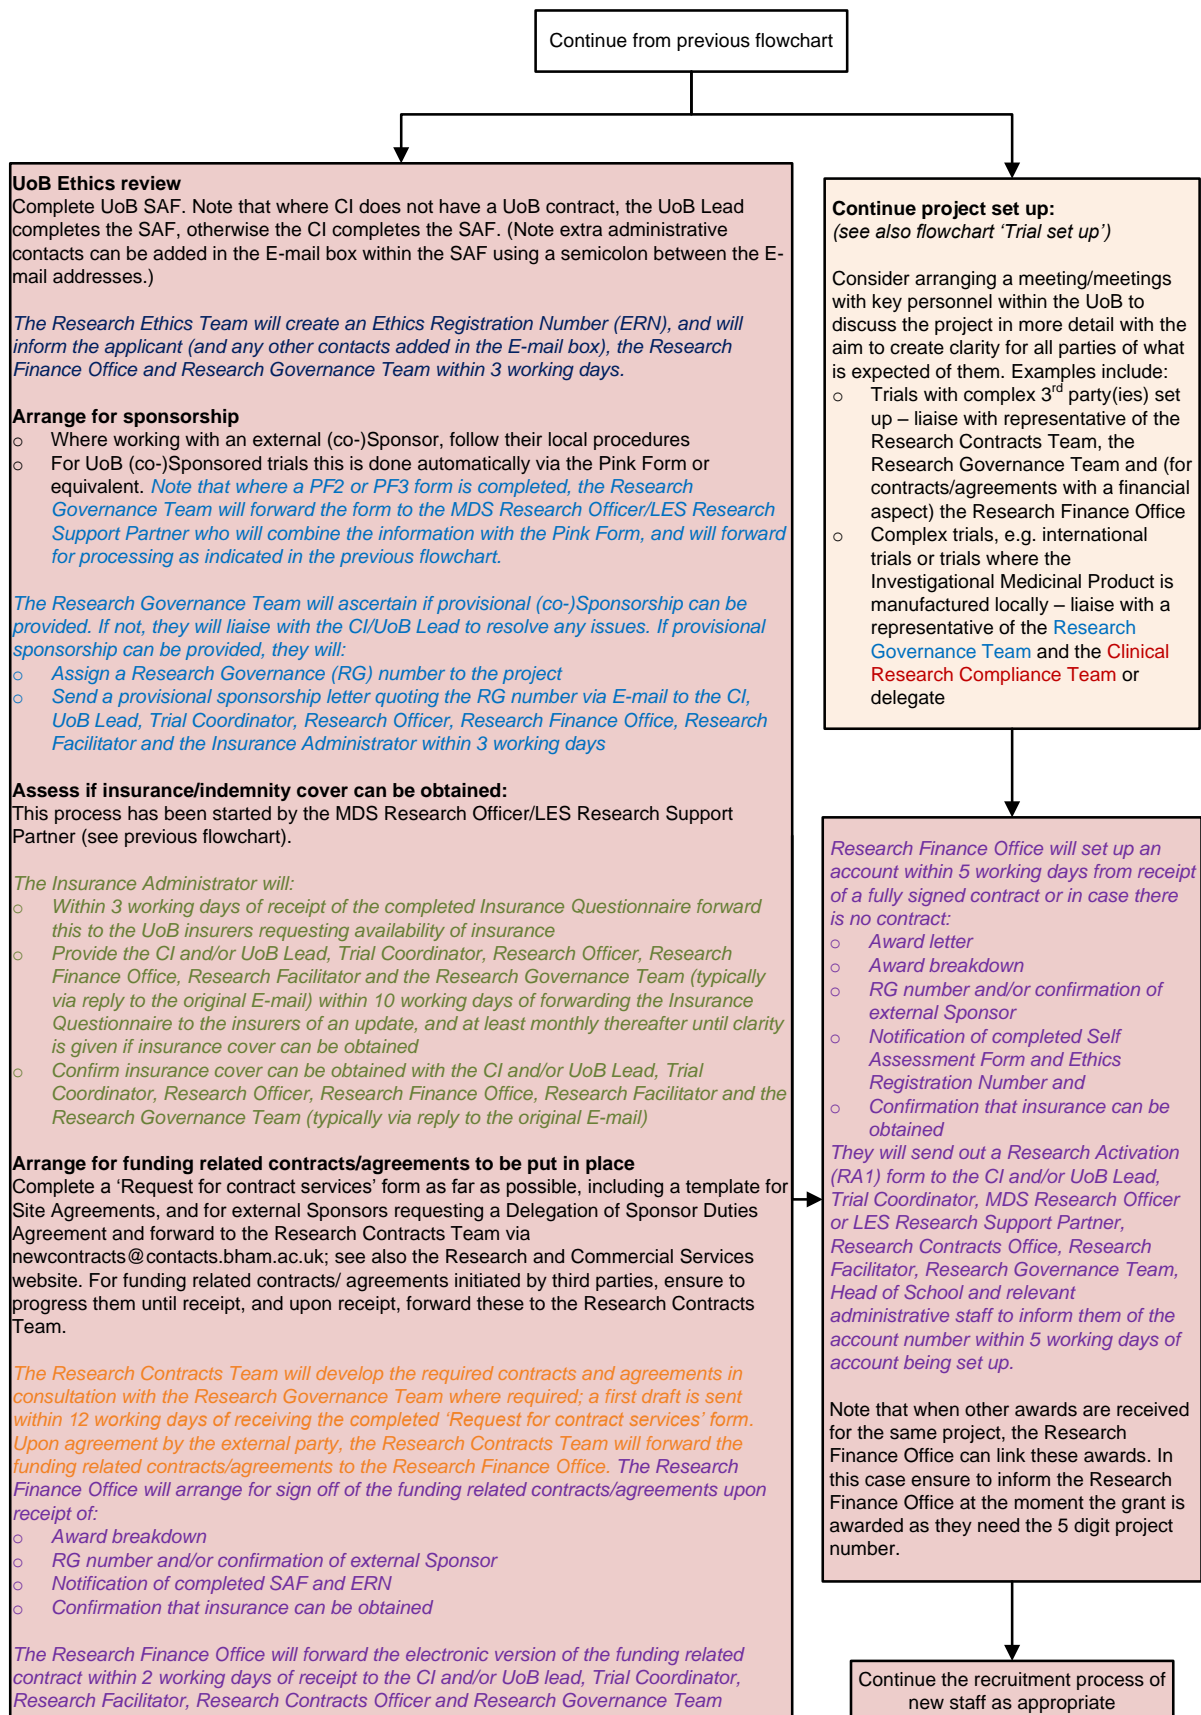 Continue from previous flowchart
UoB Ethics review
Complete UoB SAF. Note that where CI does not have a UoB contract, the UoB Lead
completes the SAF, otherwise the CI completes the SAF. (Note extra administrative
contacts can be added in the E-mail box within the SAF using a semicolon between the E-
mail addresses.)
The Research Ethics Team will create an Ethics Registration Number (ERN), and will
inform the applicant (and any other contacts added in the E-mail box), the Research
Finance Office and Research Governance Team within 3 working days.
Arrange for sponsorship
o Where working with an external (co-)Sponsor, follow their local procedures
o For UoB (co-)Sponsored trials this is done automatically via the Pink Form or
equivalent. Note that where a PF2 or PF3 form is completed, the Research
Governance Team will forward the form to the MDS Research Officer/LES Research
Support Partner who will combine the information with the Pink Form, and will forward
for processing as indicated in the previous flowchart.
The Research Governance Team will ascertain if provisional (co-)Sponsorship can be
provided. If not, they will liaise with the CI/UoB Lead to resolve any issues. If provisional
sponsorship can be provided, they will:
o Assign a Research Governance (RG) number to the project
o Send a provisional sponsorship letter quoting the RG number via E-mail to the CI,
UoB Lead, Trial Coordinator, Research Officer, Research Finance Office, Research
Facilitator and the Insurance Administrator within 3 working days
Assess if insurance/indemnity cover can be obtained:
This process has been started by the MDS Research Officer/LES Research Support
Partner (see previous flowchart).
The Insurance Administrator will:
o Within 3 working days of receipt of the completed Insurance Questionnaire forward
this to the UoB insurers requesting availability of insurance
o Provide the CI and/or UoB Lead, Trial Coordinator, Research Officer, Research
Finance Office, Research Facilitator and the Research Governance Team (typically
via reply to the original E-mail) within 10 working days of forwarding the Insurance
Questionnaire to the insurers of an update, and at least monthly thereafter until clarity
is given if insurance cover can be obtained
o Confirm insurance cover can be obtained with the CI and/or UoB Lead, Trial
Coordinator, Research Officer, Research Finance Office, Research Facilitator and the
Research Governance Team (typically via reply to the original E-mail)
Arrange for funding related contracts/agreements to be put in place
Complete a 'Request for contract services' form as far as possible, including a template for
Site Agreements, and for external Sponsors requesting a Delegation of Sponsor Duties
Agreement and forward to the Research Contracts Team via
newcontracts@contacts.bham.ac.uk; see also the Research and Commercial Services
website. For funding related contracts/ agreements initiated by third parties, ensure to
progress them until receipt, and upon receipt, forward these to the Research Contracts
Team.
The Research Contracts Team will develop the required contracts and agreements in
consultation with the Research Governance Team where required; a first draft is sent
within 12 working days of receiving the completed 'Request for contract services' form.
Upon agreement by the external party, the Research Contracts Team will forward the
funding related contracts/agreements to the Research Finance Office. The Research
Finance Office will arrange for sign off of the funding related contracts/agreements upon
receipt of:
o Award breakdown
o RG number and/or confirmation of external Sponsor
o Notification of completed SAF and ERN
o Confirmation that insurance can be obtained
The Research Finance Office will forward the electronic version of the funding related
contract within 2 working days of receipt to the CI and/or UoB lead, Trial Coordinator,
Research Facilitator, Research Contracts Officer and Research Governance Team
Continue project set up:
(see also flowchart 'Trial set up')
Consider arranging a meeting/meetings
with key personnel within the UoB to
discuss the project in more detail with the
aim to create clarity for all parties of what
is expected of them. Examples include:
o Trials with complex 3rd party(ies) set
up – liaise with representative of the
Research Contracts Team, the
Research Governance Team and (for
contracts/agreements with a financial
aspect) the Research Finance Office
o Complex trials, e.g. international
trials or trials where the
Investigational Medicinal Product is
manufactured locally – liaise with a
representative of the Research
Governance Team and the Clinical
Research Compliance Team or
delegate
Research Finance Office will set up an
account within 5 working days from receipt
of a fully signed contract or in case there
is no contract:
o Award letter
o Award breakdown
o RG number and/or confirmation of
external Sponsor
o Notification of completed Self
Assessment Form and Ethics
Registration Number and
o Confirmation that insurance can be
obtained
They will send out a Research Activation
(RA1) form to the CI and/or UoB Lead,
Trial Coordinator, MDS Research Officer
or LES Research Support Partner,
Research Contracts Office, Research
Facilitator, Research Governance Team,
Head of School and relevant
administrative staff to inform them of the
account number within 5 working days of
account being set up.
Note that when other awards are received
for the same project, the Research
Finance Office can link these awards. In
this case ensure to inform the Research
Finance Office at the moment the grant is
awarded as they need the 5 digit project
number.
Continue the recruitment process of
new staff as appropriate